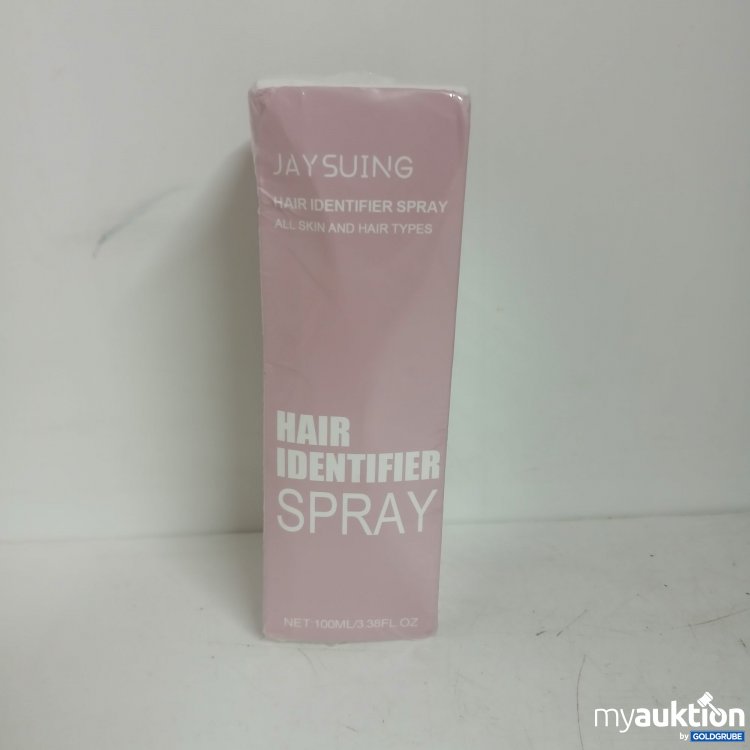 JAYSUING
HAIR IDENTIFIER SPRAY
ALL SKIN AND HAIR TYPES
HAIR
IDENTIFIER
SPRAY
NET 100ML/3.38FL OZ
myauktion
by GOLDGRUBE